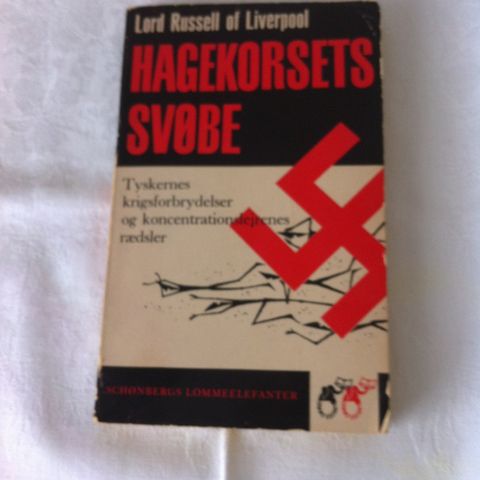 Lord Russell of Liverpool
HAGEKORSETS
SVØBE
Tyskernes
krigsforbrydelser
og koncentrationslejrenes
rædsler
SCHØNBERGS LOMMEELEFANTER